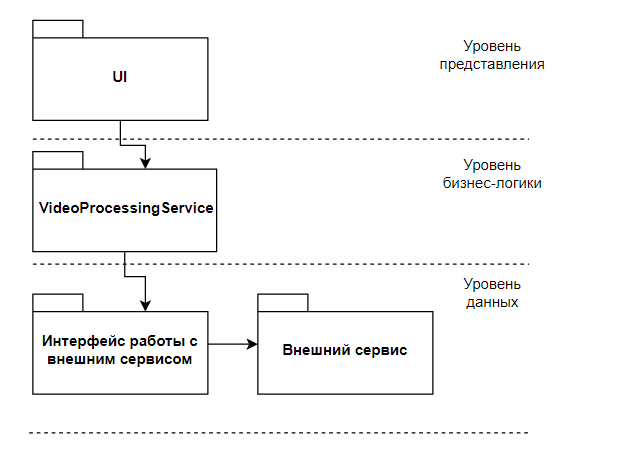 UI
Уровень
представления
VideoProcessingService
Уровень
бизнес-логики
Уровень
данных
Интерфейс работы с
внешним сервисом
Внешний сервис